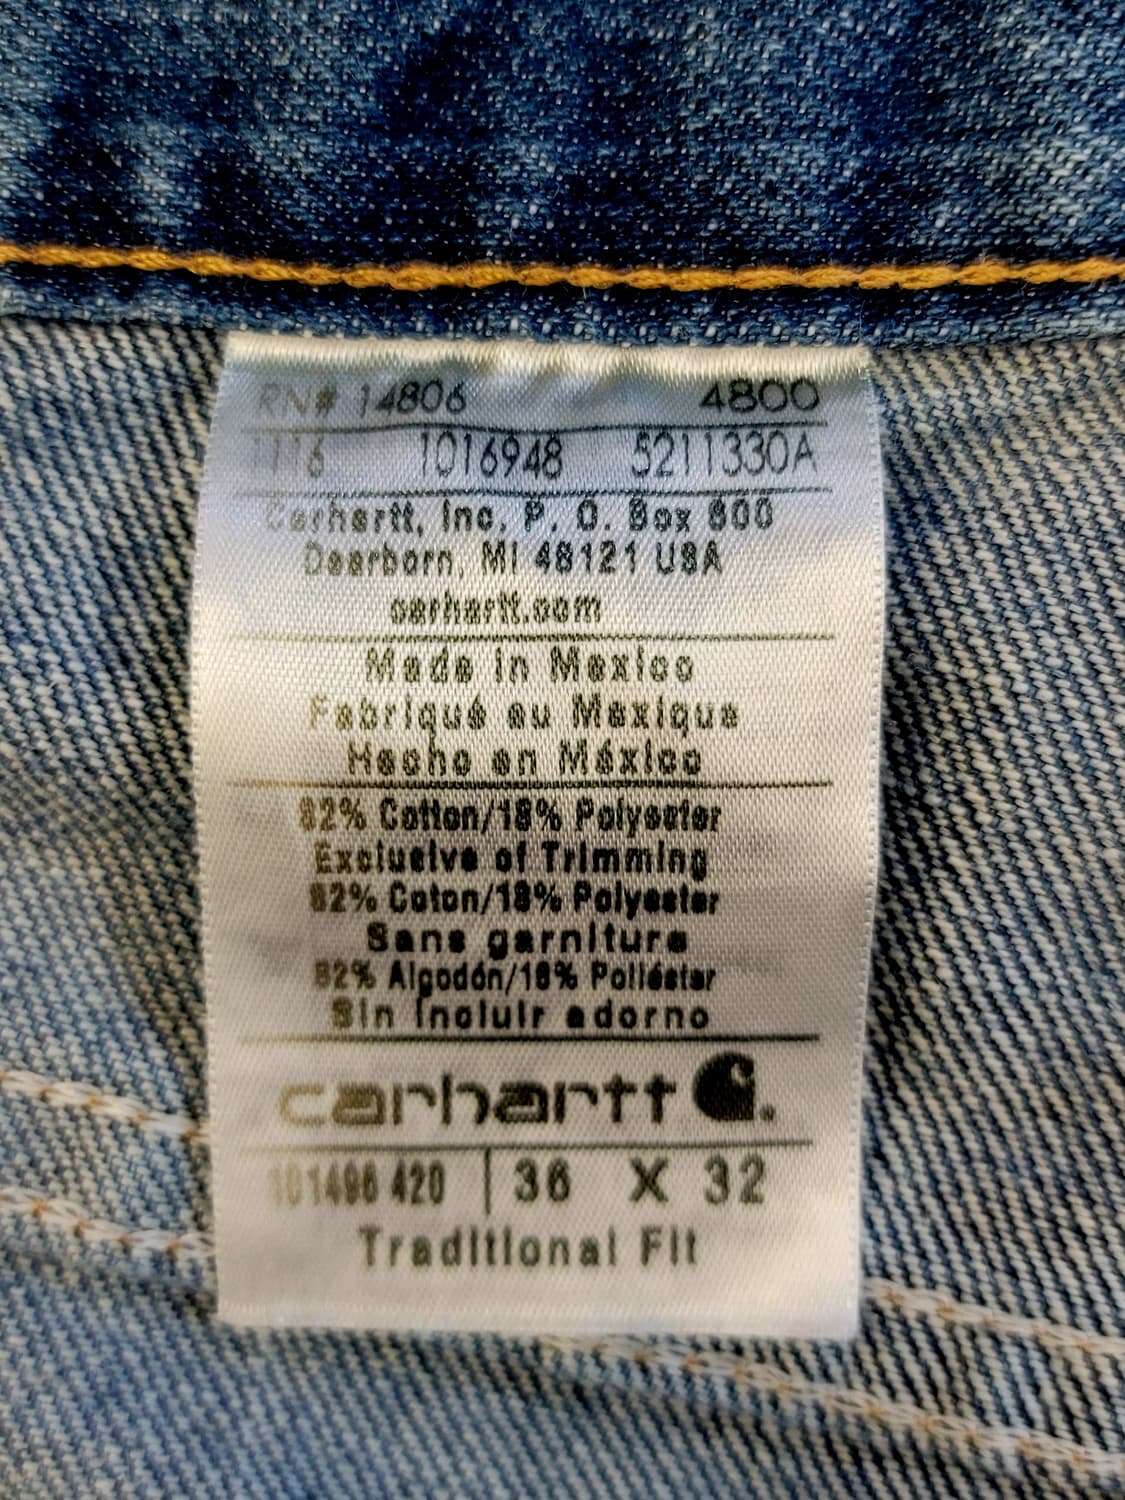 RN# 14806 4800
1116 1016948 5211330A
Carhartt, Inc. P. O. Box 600
Dearborn, MI 48121 USA
carhartt.com
Made in Mexico
Fabriqué au Mexique
Hecho en México
82% Cotton/18% Polyester
Exclusive of Trimming
82% Coton/18% Polyester
Sans garniture
82% Algodón/18% Poliéster
Sin incluir adorno
carhartt
101496 420 36 X 32
Traditional Fit